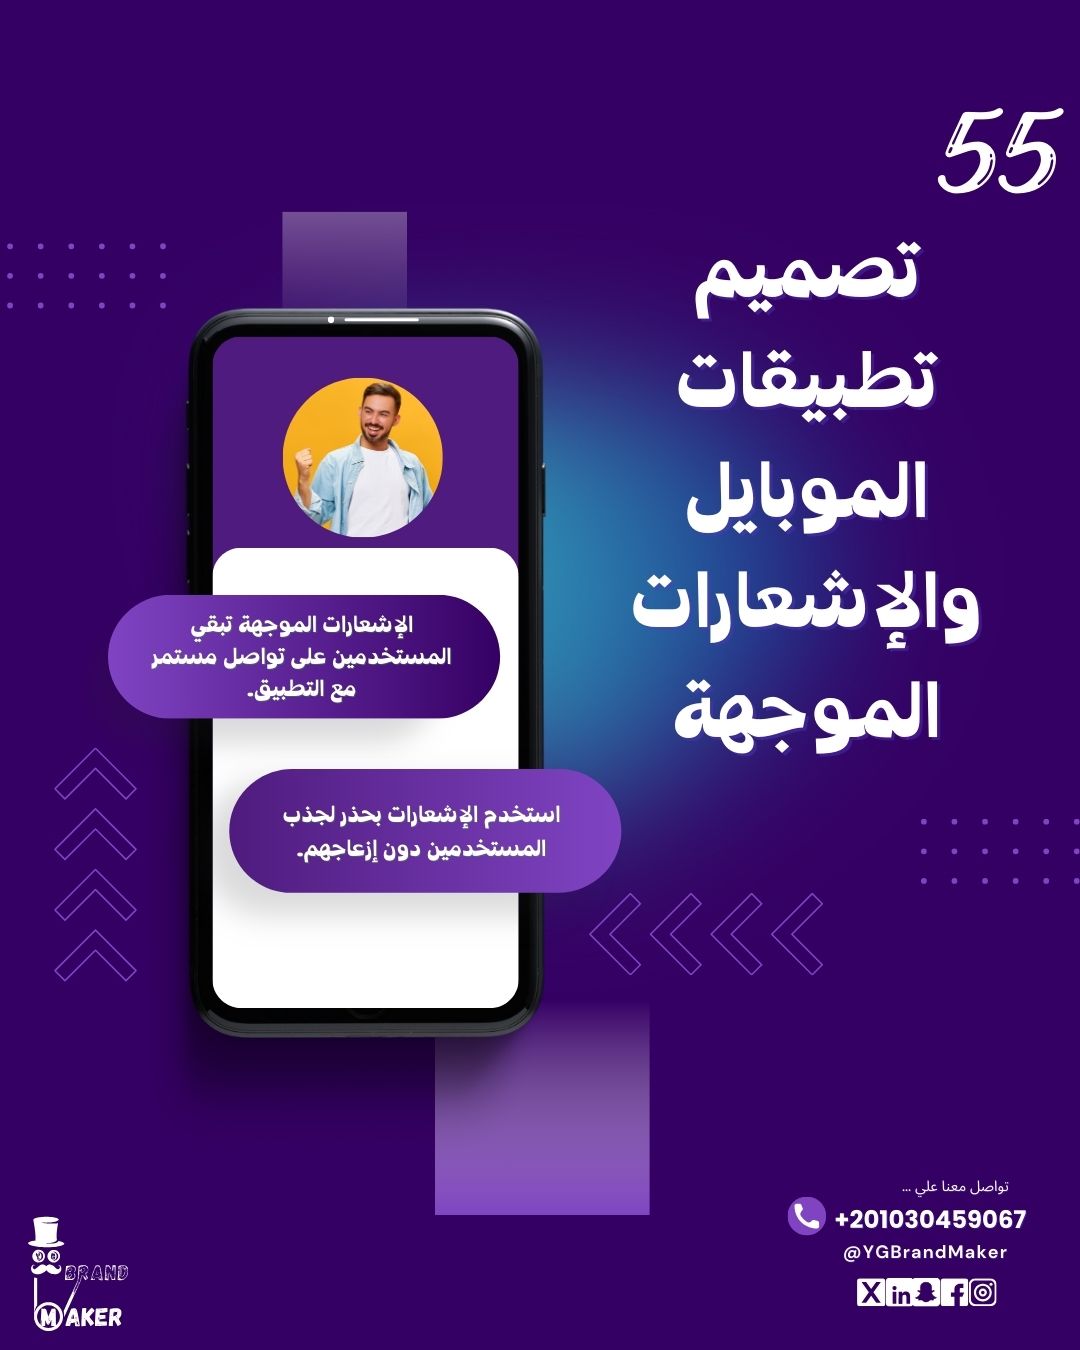 55
تصميم
تطبيقات
الموبايل
والإشعارات
الموجهة
الإشعارات الموجهة تبقي
المستخدمين على تواصل مستمر
مع التطبيق.
استخدم الإشعارات بحذر لجذب
المستخدمين دون إزعاجهم.
تواصل معنا علي ...
+201030459067
@YGBrandMaker
BRAND
MAKER